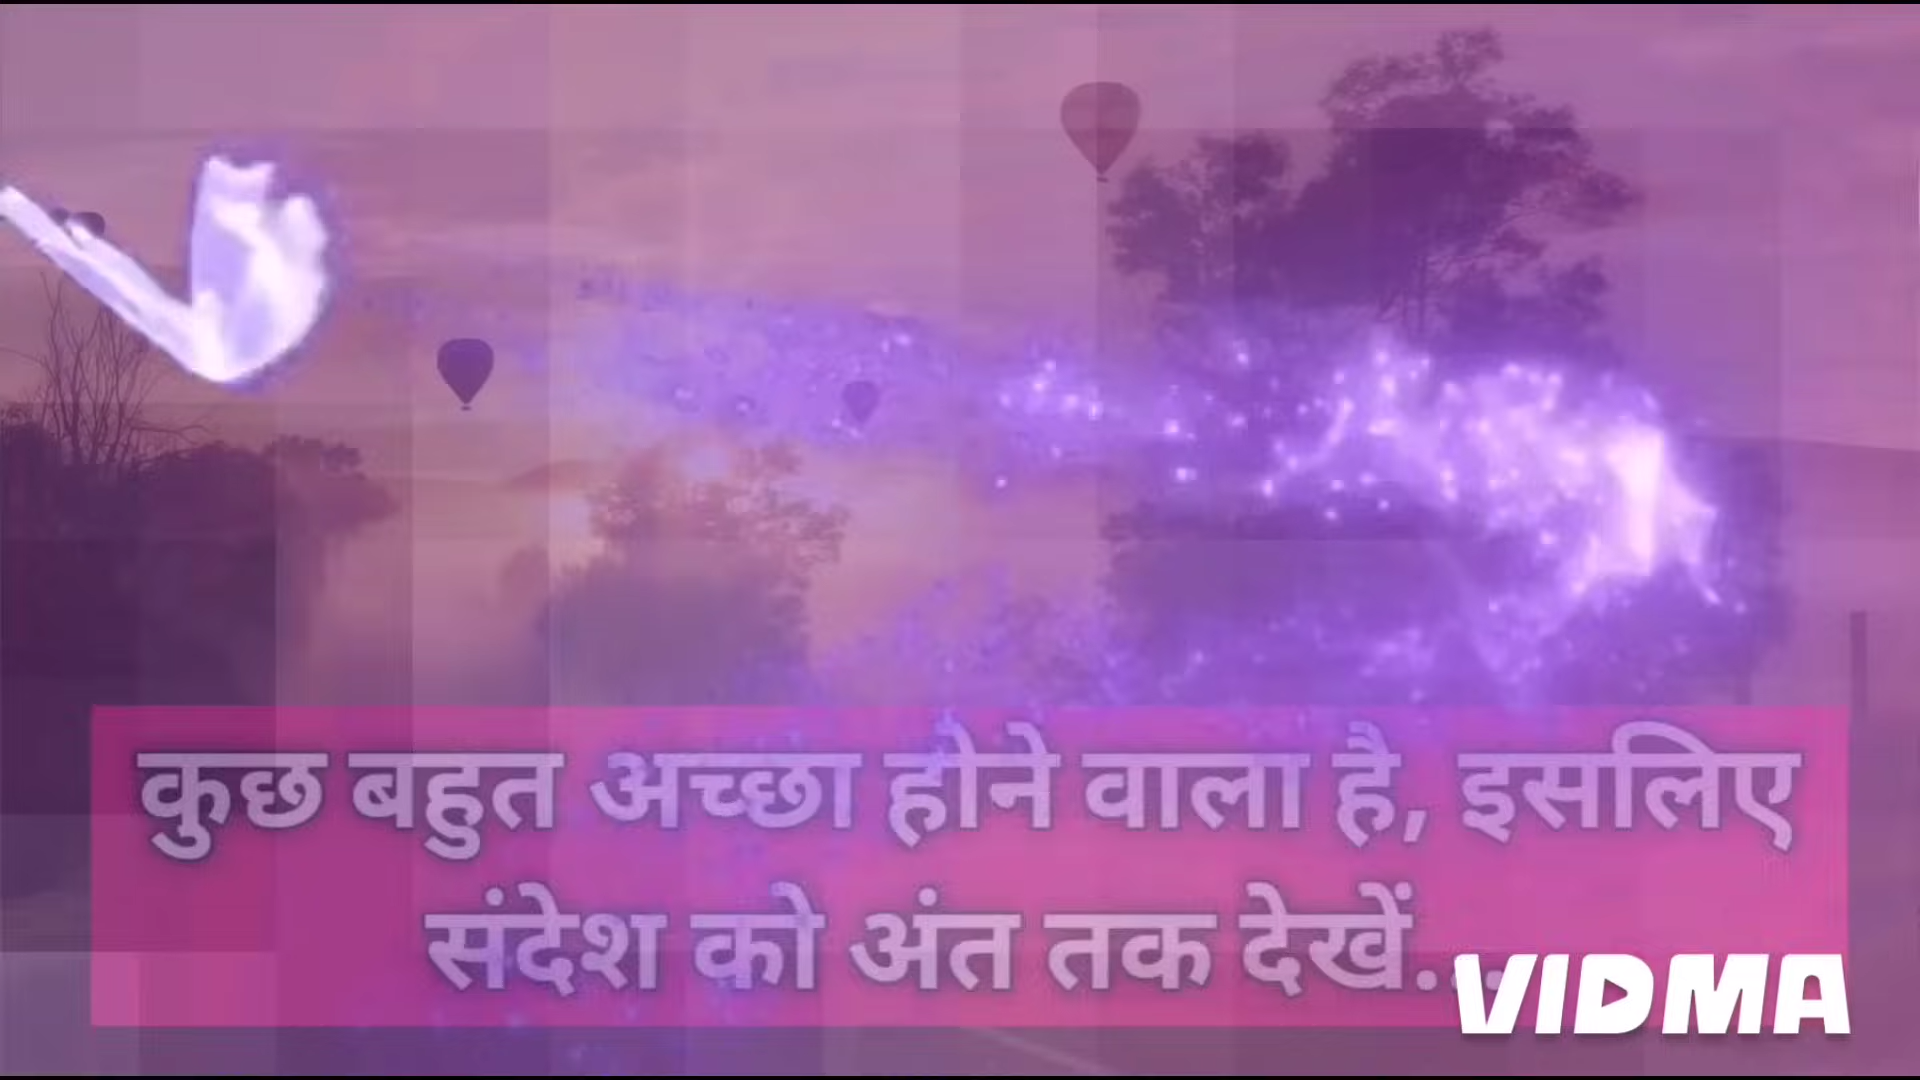 कुछ बहुत अच्छा होने वाला है, इसलिए
संदेश को अंत तक देखें...
VIDMA